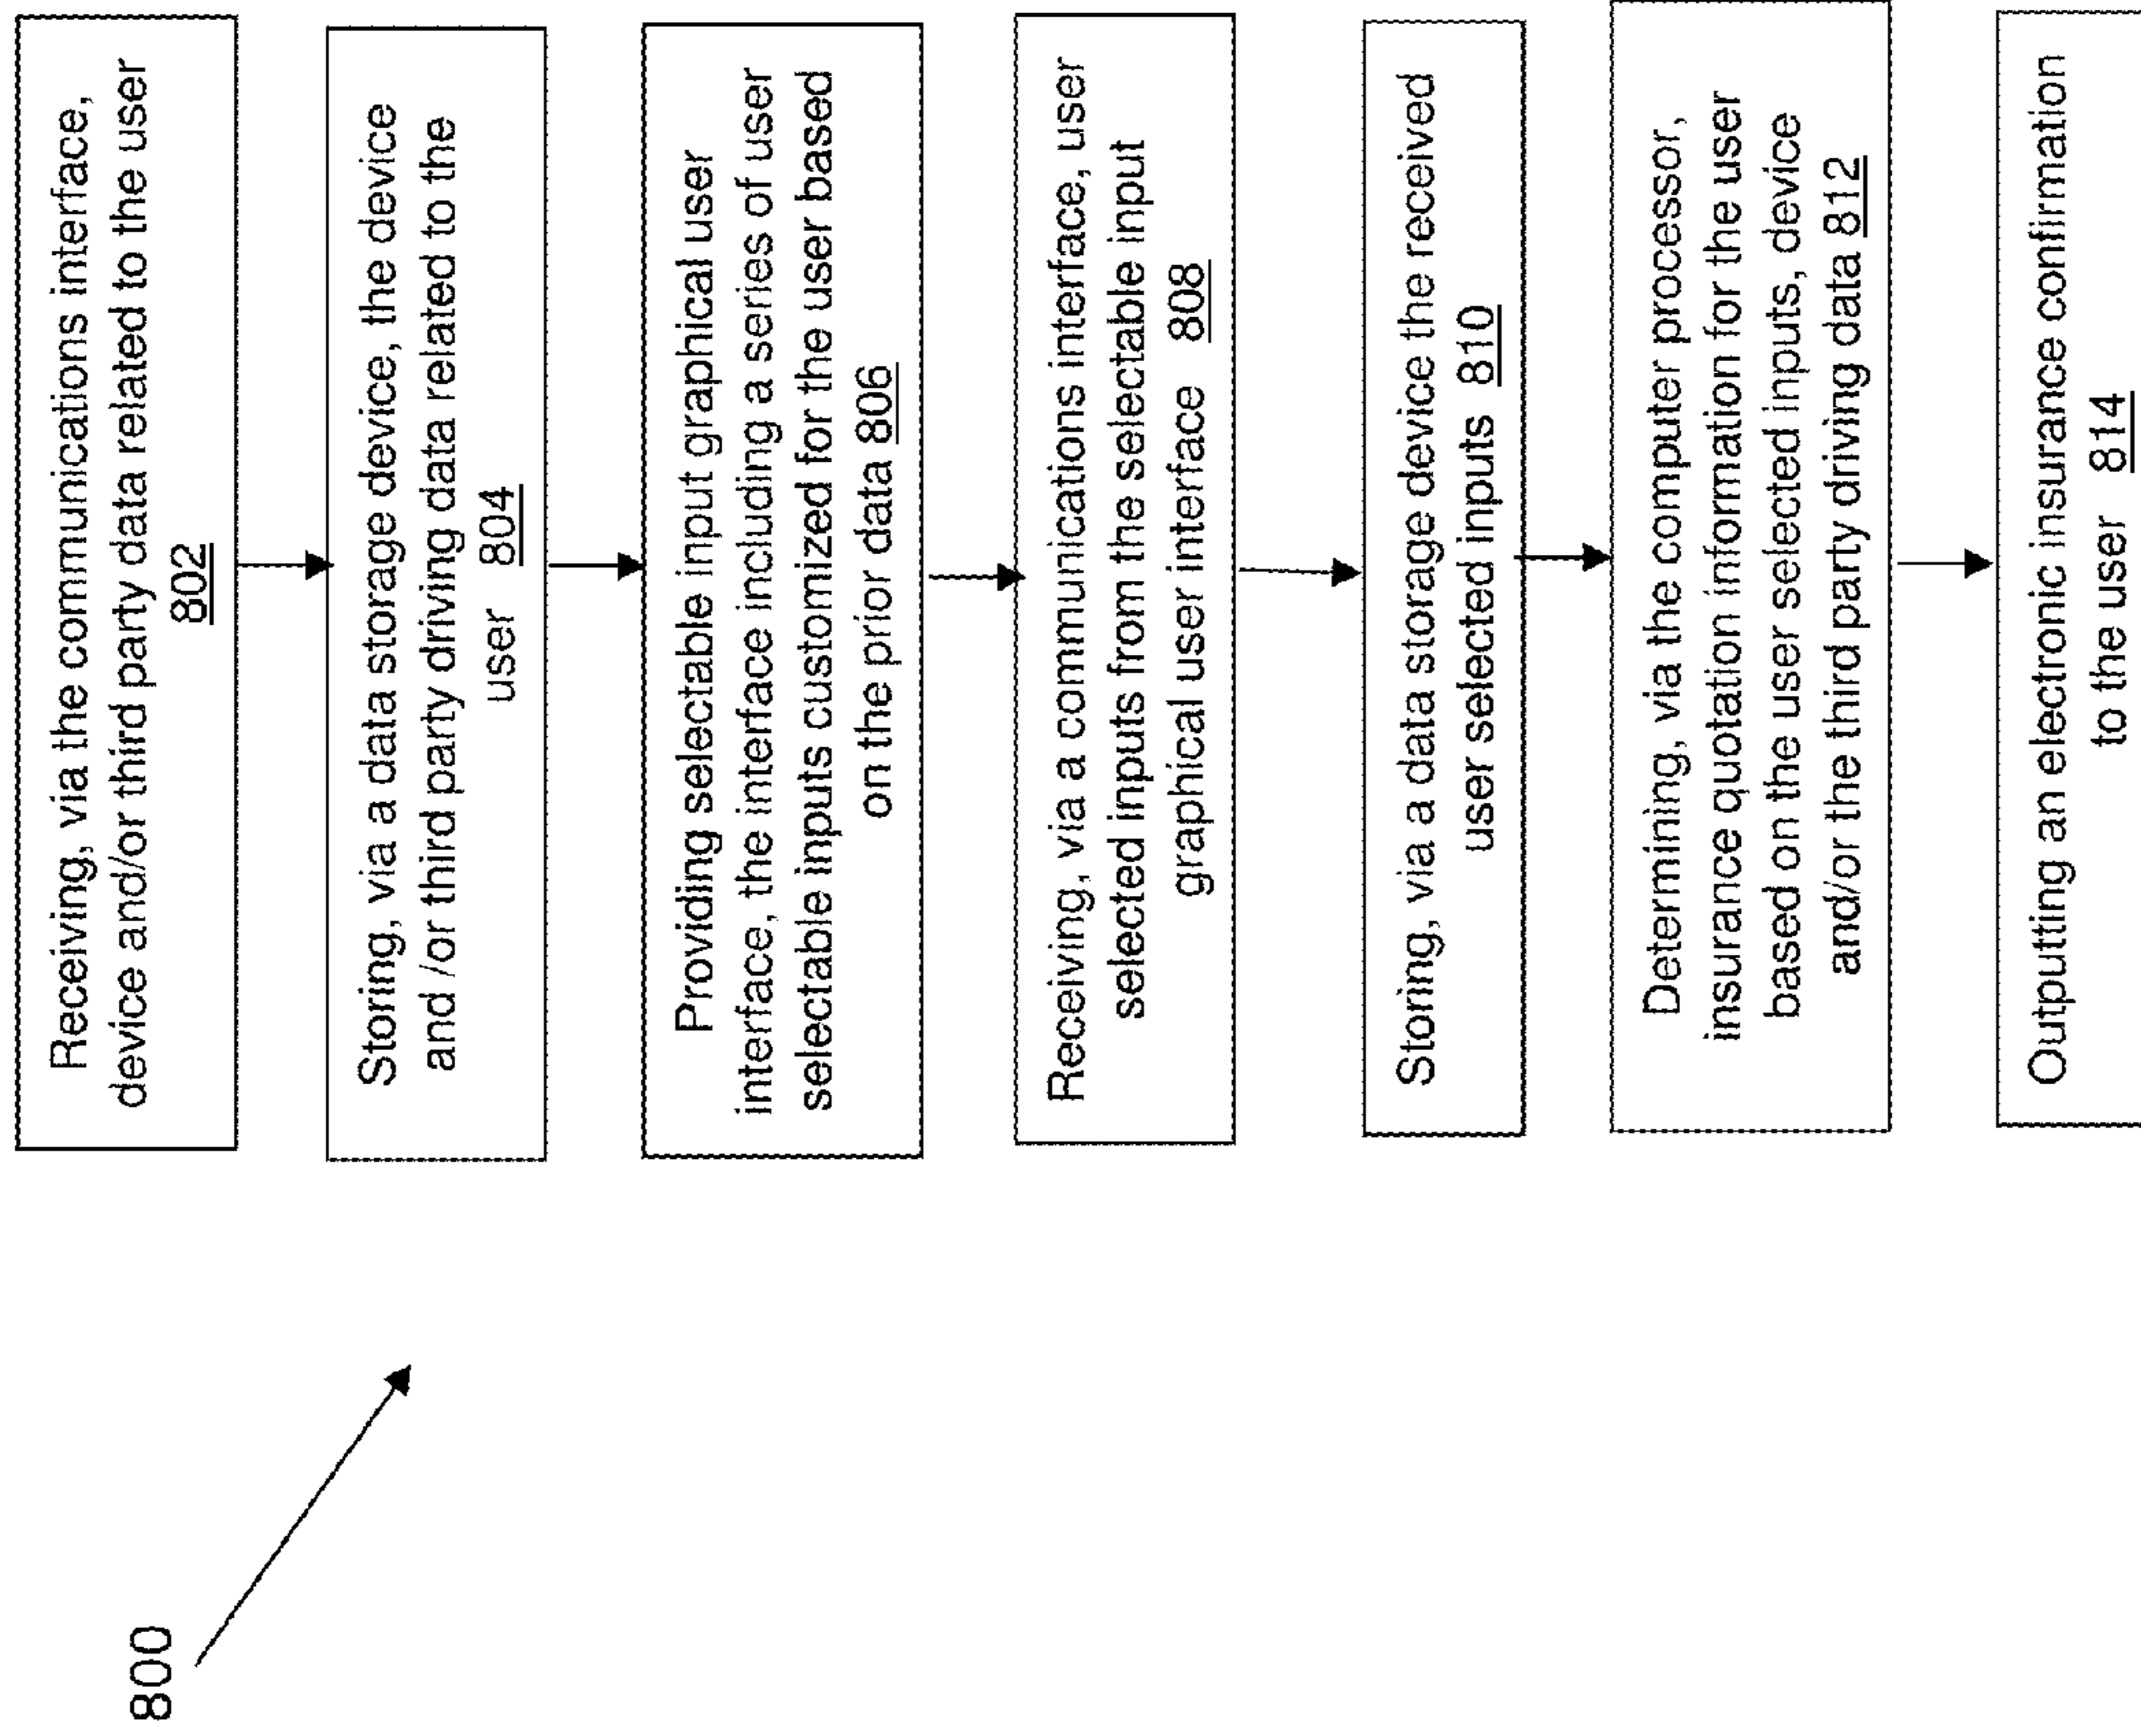 800
Receiving, via the communications interface,
device and/or third party data related to the user
802
Storing, via a data storage device, the device
and /or third party driving data related to the
user 804
Providing selectable input graphical user
interface, the interface including a series of user
selectable inputs customized for the user based
on the prior data 806
Receiving, via a communications interface, user
selected inputs from the selectable input
graphical user interface 808
Storing, via a data storage device the received
user selected inputs 810
Determining, via the computer processor,
insurance quotation information for the user
based on the user selected inputs, device
and/or the third party driving data 812
Outputting an electronic insurance confirmation
to the user 814